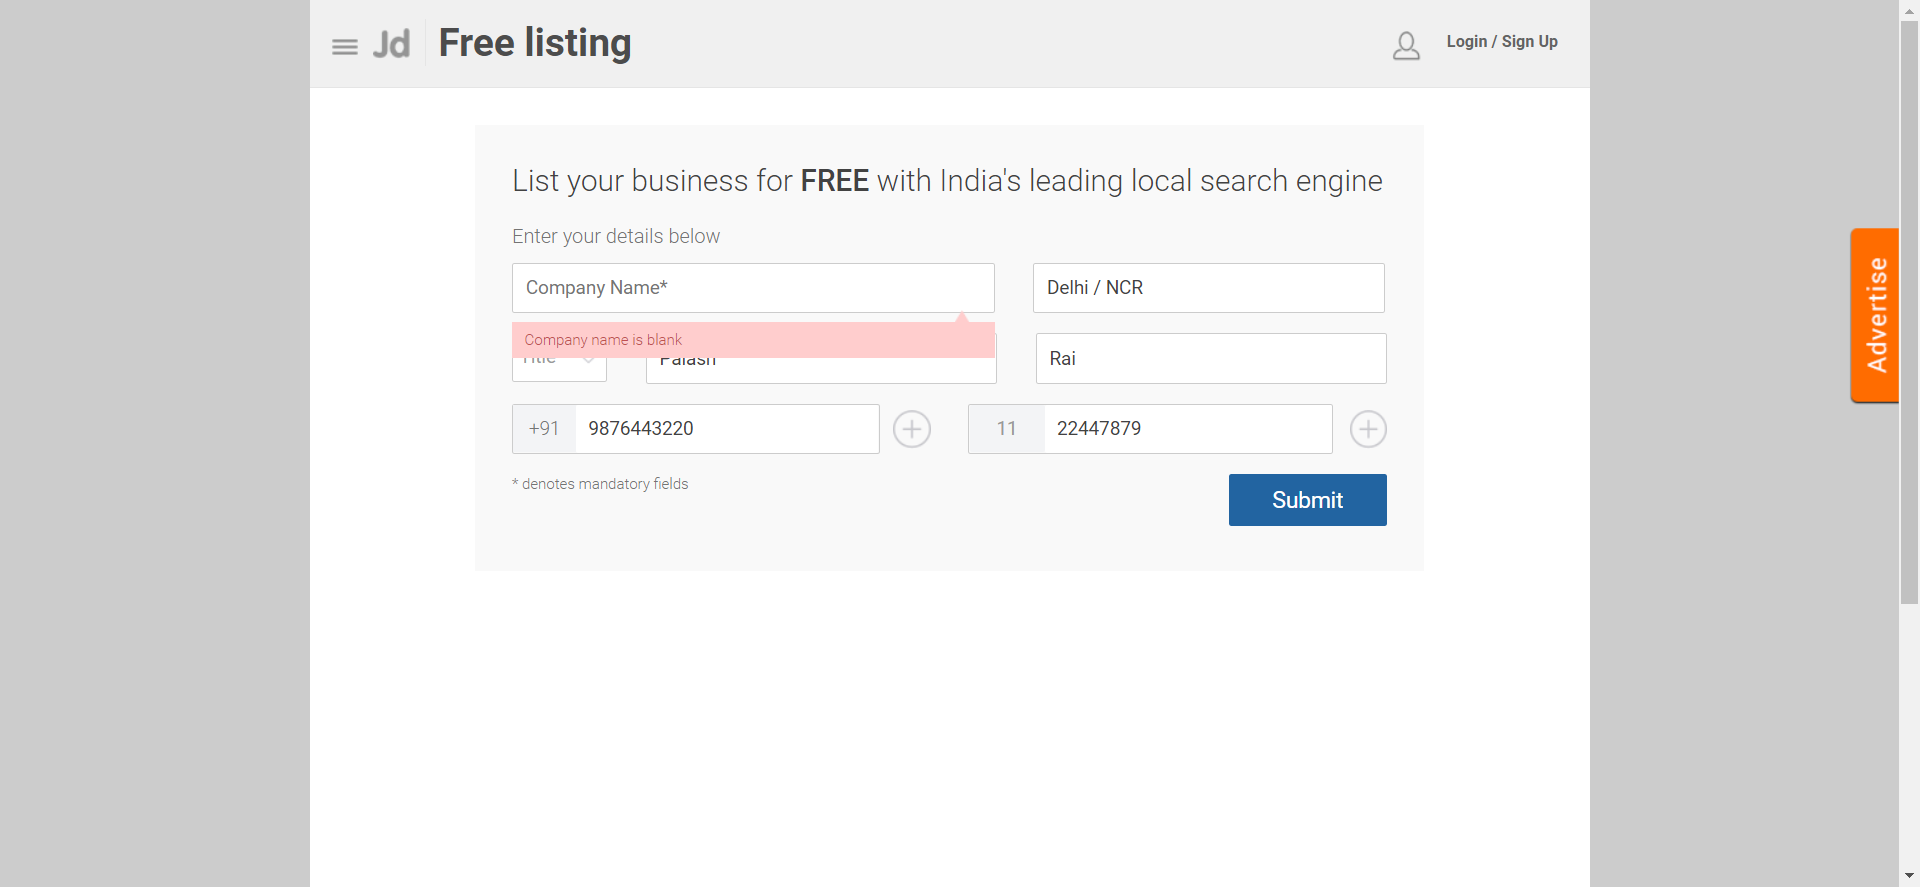 Jd Free listing
Login / Sign Up
List your business for FREE with India's leading local search engine
Enter your details below
Company Name*
Delhi / NCR
Company name is blank
Title
Palash
Rai
+91 9876443220
11 22447879
* denotes mandatory fields
Submit
Advertise